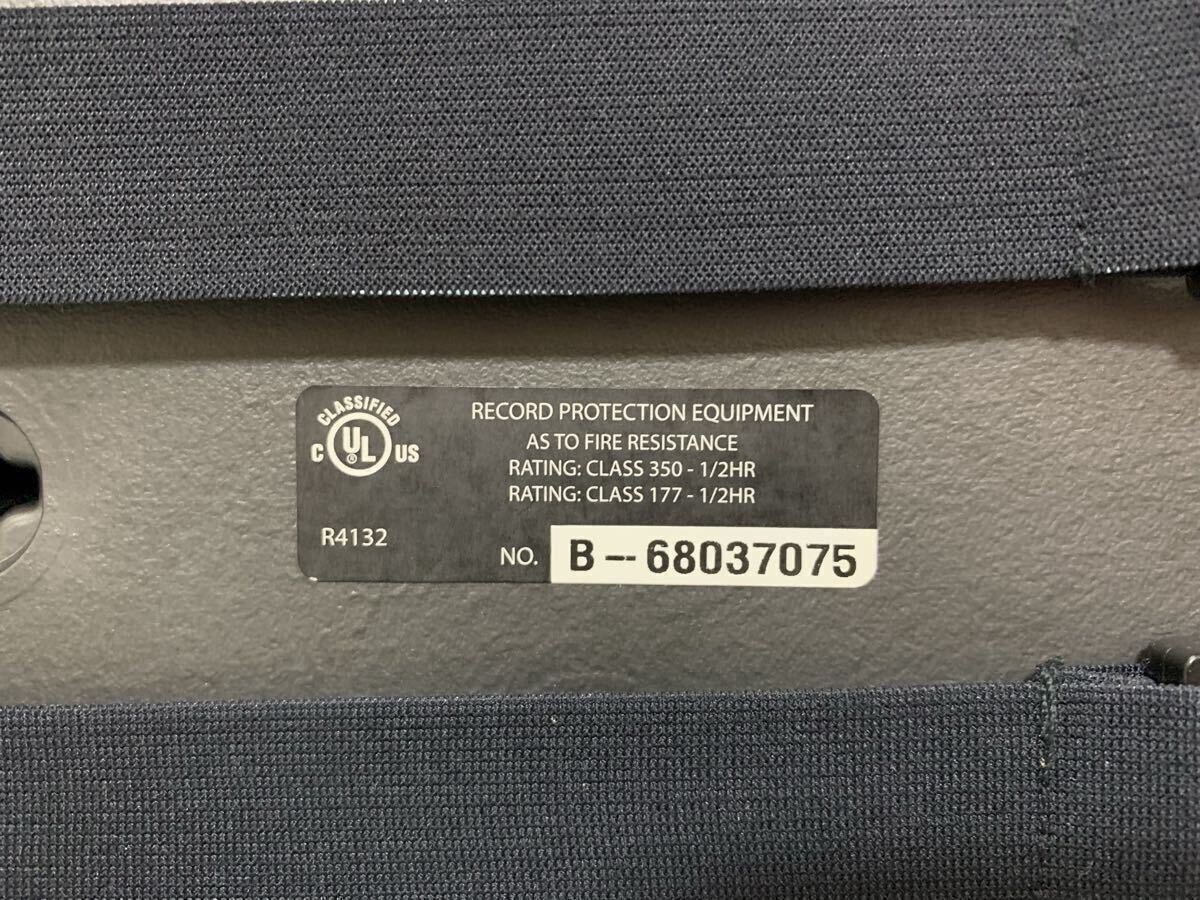 CLASSIFIED
C UL® US
RECORD PROTECTION EQUIPMENT
AS TO FIRE RESISTANCE
RATING: CLASS 350 - 1/2HR
RATING: CLASS 177 - 1/2HR
R4132
NO. B--68037075